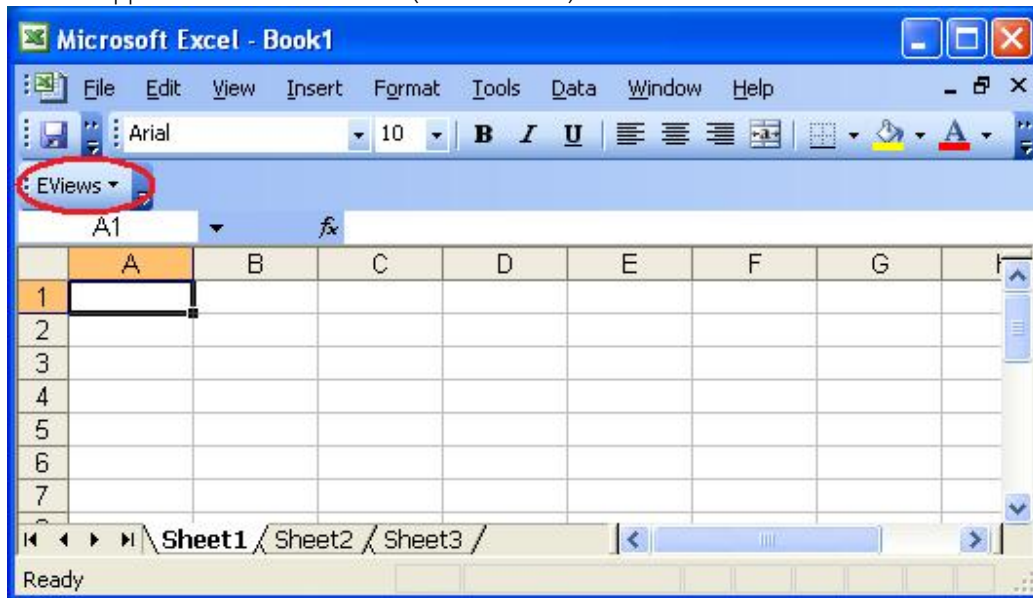 Microsoft Excel - Book1
File Edit View Insert Format Tools Data Window Help
Arial 10 B I U a A
EViews
A1 fx
A B C D E F G
1
2
3
4
5
6
7
Sheet1 Sheet2 Sheet3
Ready